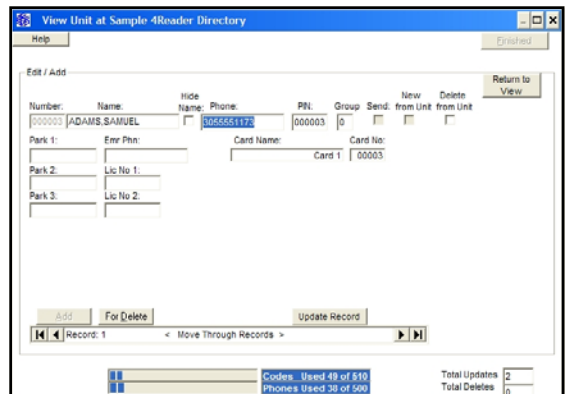 View Unit at Sample 4Reader Directory
Help
Finished
Edit / Add
Return to View
Number: Name: Hide Name: Phone: PIN: Group Send: New from Unit Delete from Unit
000003 ADAMS,SAMUEL 3055551173 000003 0
Park 1: Emr Phn: Card Name: Card No:
Card 1 00003
Park 2: Lic No 1:
Park 3: Lic No 2:
Add For Delete Update Record
Record: 1 < Move Through Records >
Codes Used 49 of 510 Total Updates 2
Phones Used 38 of 500 Total Deletes 0